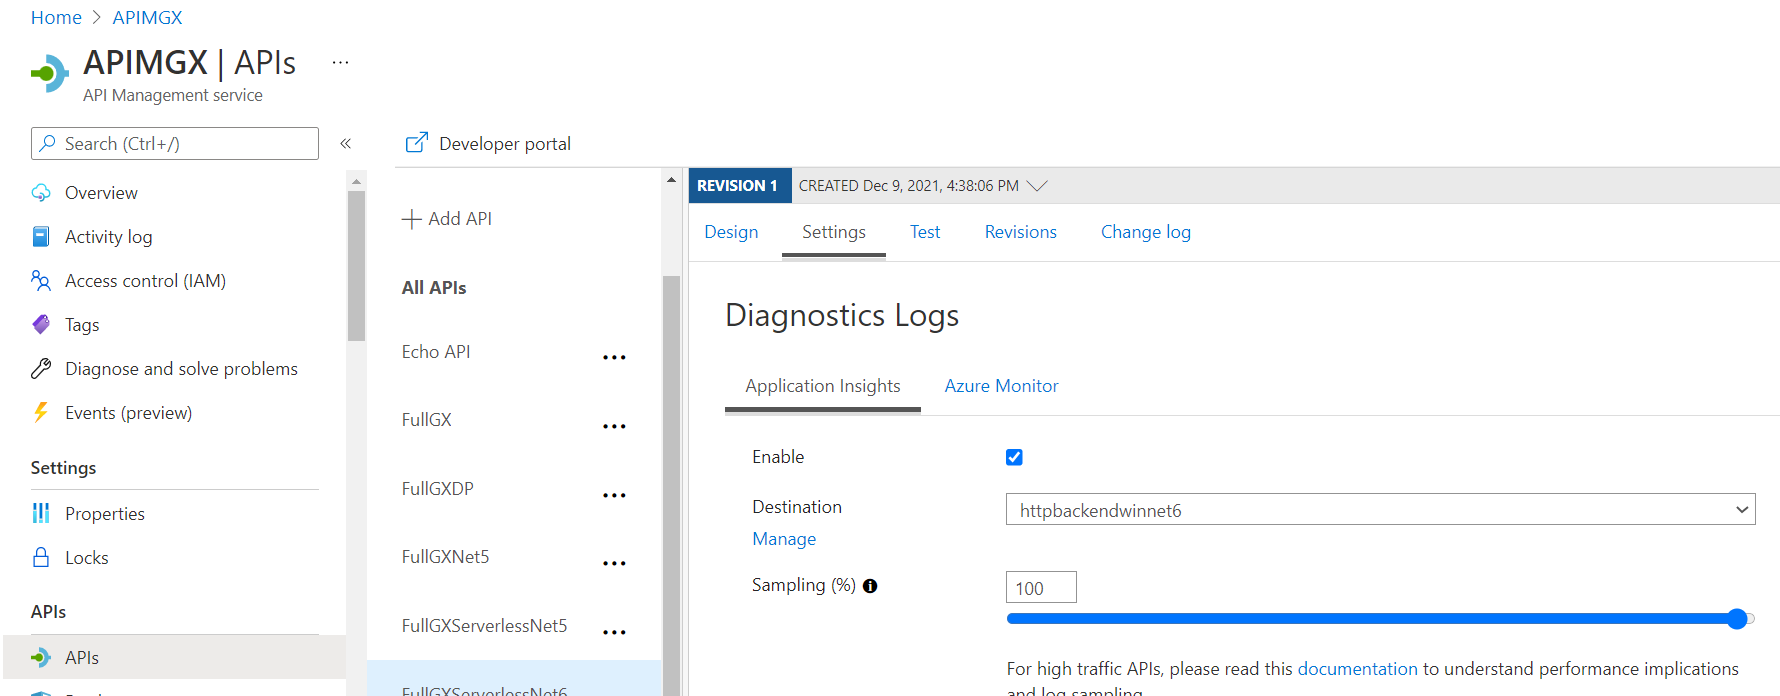 Home > APIMGX
APIMGX | APIs ...
API Management service
Search (Ctrl+/) «
Overview
Activity log
Access control (IAM)
Tags
Diagnose and solve problems
Events (preview)
Settings
Properties
Locks
APIs
APIs
Developer portal
+ Add API
All APIs
Echo API ...
FullGX ...
FullGXDP ...
FullGXNet5 ...
FullGXServerlessNet5 ...
FullGXServerlessNet6
REVISION 1 CREATED Dec 9, 2021, 4:38:06 PM
Design Settings Test Revisions Change log
Diagnostics Logs
Application Insights Azure Monitor
Enable
Destination httpbackendwinnet6
Manage
Sampling (%) 100
For high traffic APIs, please read this documentation to understand performance implications
and log sampling